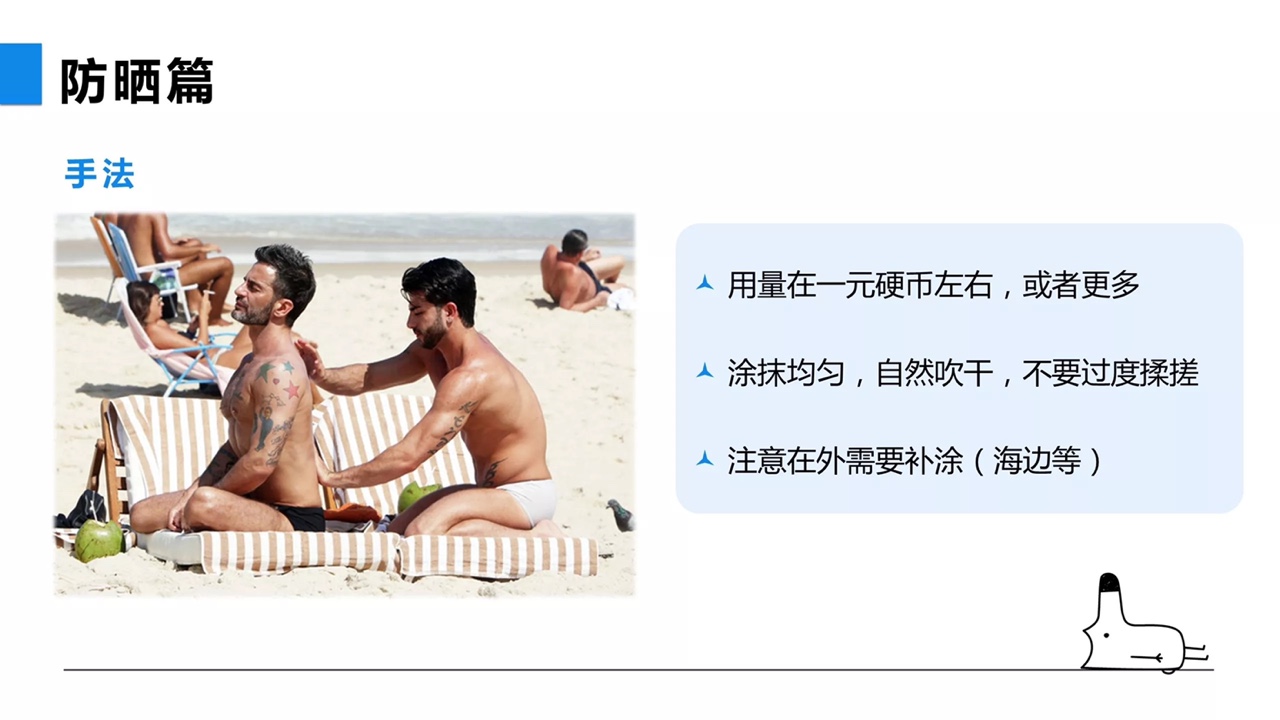 防晒篇
手法
用量在一元硬币左右，或者更多
涂抹均匀，自然吹干，不要过度揉搓
注意在外需要补涂（海边等）